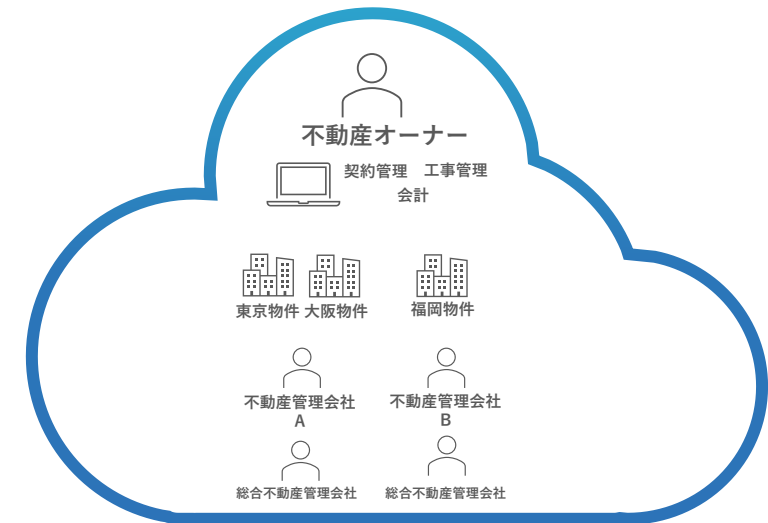 不動産オーナー
契約管理 工事管理
会計
東京物件 大阪物件 福岡物件
不動産管理会社
A
不動産管理会社
B
総合不動産管理会社 総合不動産管理会社